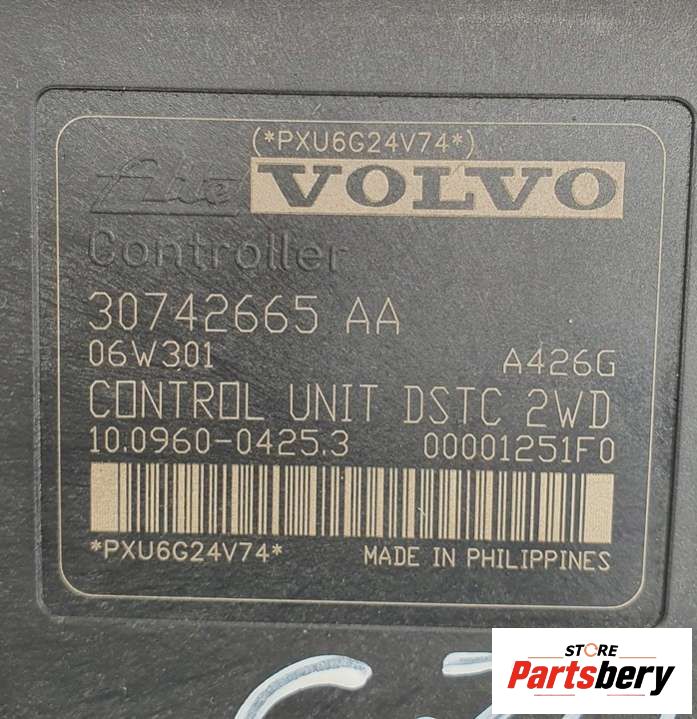 (*PXU6G24V74*)
Ate VOLVO
Controller
30742665 AA
06W301 A426G
CONTROL UNIT DSTC 2WD
10.0960-0425.3 00001251F0
*PXU6G24V74* MADE IN PHILIPPINES
STORE
Partsbery